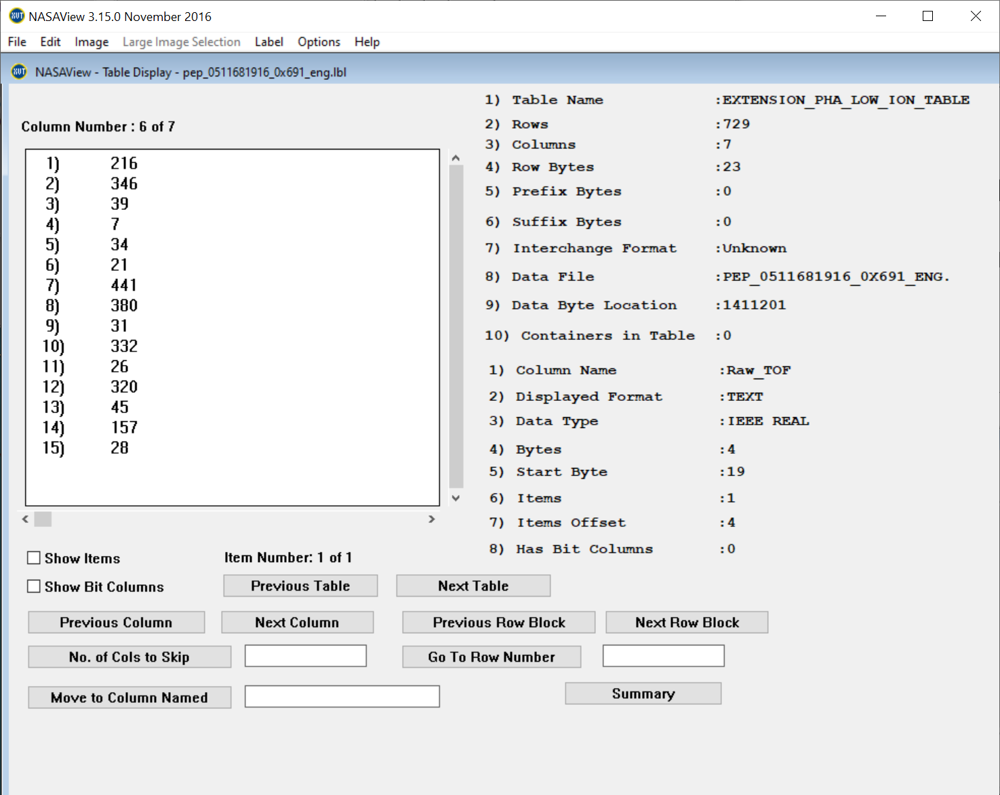 NASAView 3.15.0 November 2016
File Edit Image Large Image Selection Label Options Help
NASAView - Table Display - pep_0511681916_0x691_eng.lbl
Column Number : 6 of 7
1) 216
2) 346
3) 39
4) 7
5) 34
6) 21
7) 441
8) 380
9) 31
10) 332
11) 26
12) 320
13) 45
14) 157
15) 28
1) Table Name :EXTENSION_PHA_LOW_ION_TABLE
2) Rows :729
3) Columns :7
4) Row Bytes :23
5) Prefix Bytes :0
6) Suffix Bytes :0
7) Interchange Format :Unknown
8) Data File :PEP_0511681916_0X691_ENG.
9) Data Byte Location :1411201
10) Containers in Table :0
1) Column Name :Raw_TOF
2) Displayed Format :TEXT
3) Data Type :IEEE REAL
4) Bytes :4
5) Start Byte :19
6) Items :1
7) Items Offset :4
8) Has Bit Columns :0
Show Items Item Number: 1 of 1
Show Bit Columns Previous Table Next Table
Previous Column Next Column Previous Row Block Next Row Block
No. of Cols to Skip Go To Row Number
Move to Column Named Summary